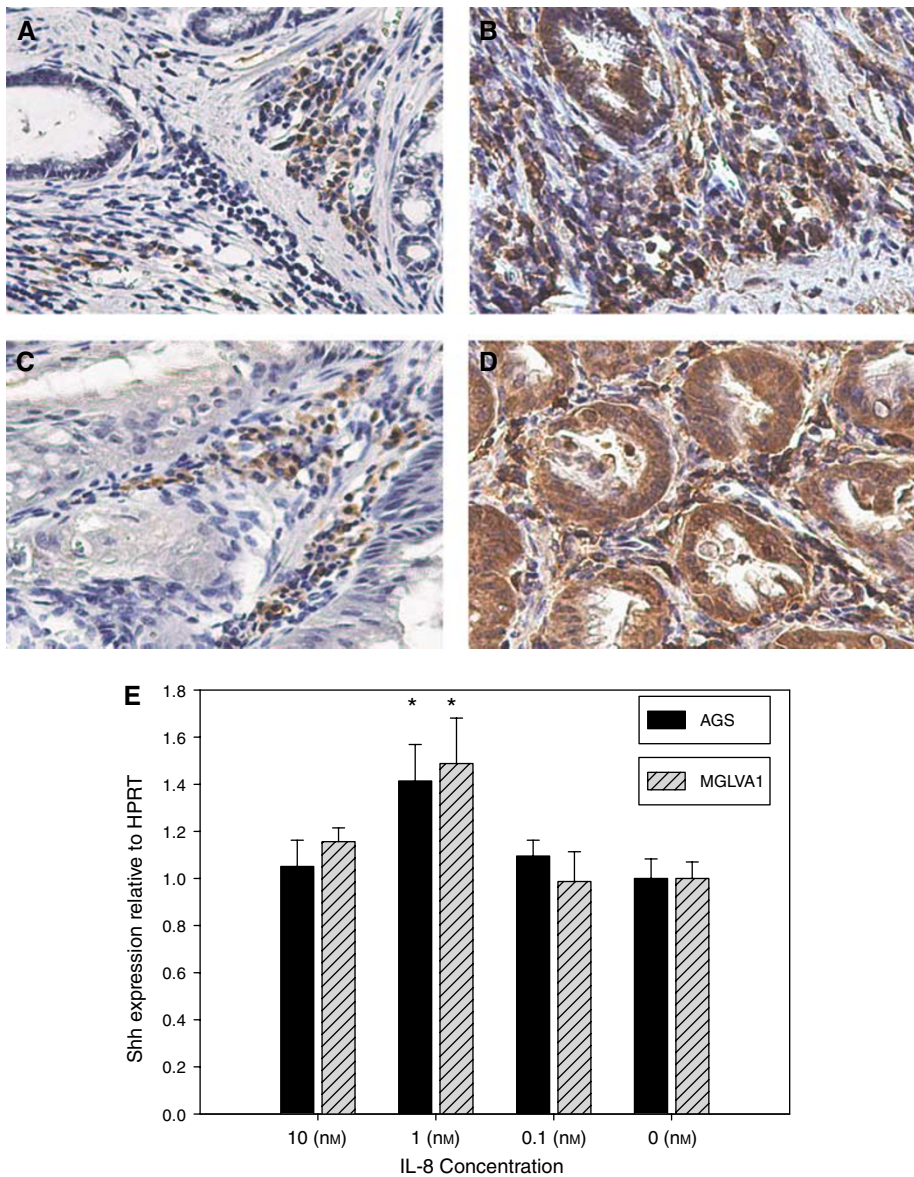 A
B
C
D
E
Shh expression relative to HPRT
1.8
1.6
1.4
1.2
1.0
0.8
0.6
0.4
0.2
0.0
* *
AGS
MGLVA1
10 (nM) 1 (nM) 0.1 (nM) 0 (nM)
IL-8 Concentration